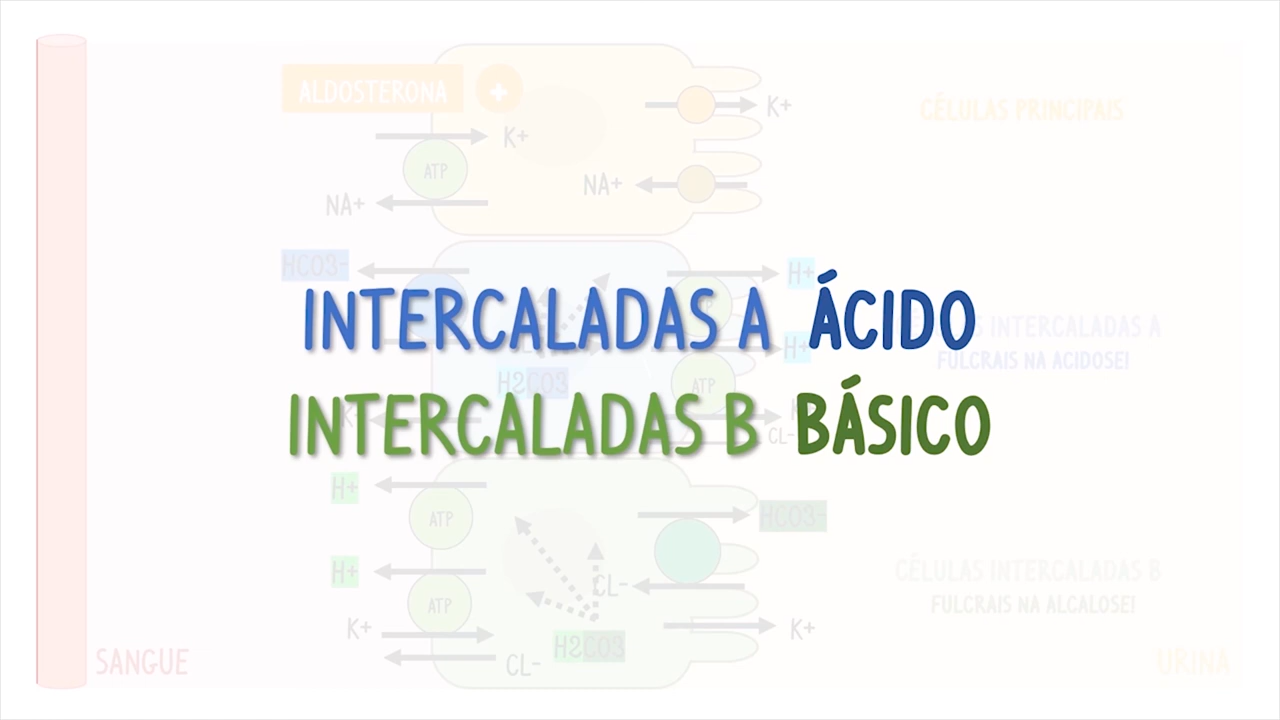 ALDOSTERONA +
K+
CÉLULAS PRINCIPAIS
K+
ATP
NA+
NA+
HCO3-
H+
INTERCALADAS A ÁCIDO
INTERCALADAS A
H+
FULCRAIS NA ACIDOSE!
H2CO3
ATP
INTERCALADAS B BÁSICO
CL-
H+
ATP
HCO3-
H+
CL-
CÉLULAS INTERCALADAS B
ATP
FULCRAIS NA ALCALOSE!
K+
K+
H2CO3
SANGUE
CL-
URINA